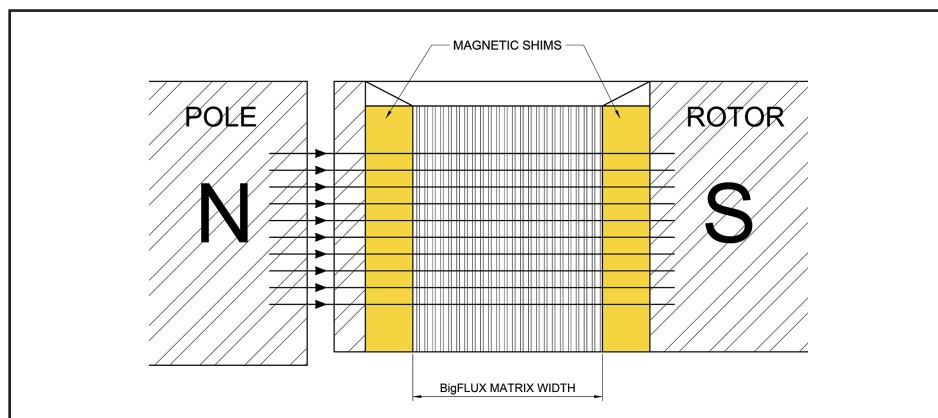 MAGNETIC SHIMS
POLE
ROTOR
N
S
BigFLUX MATRIX WIDTH